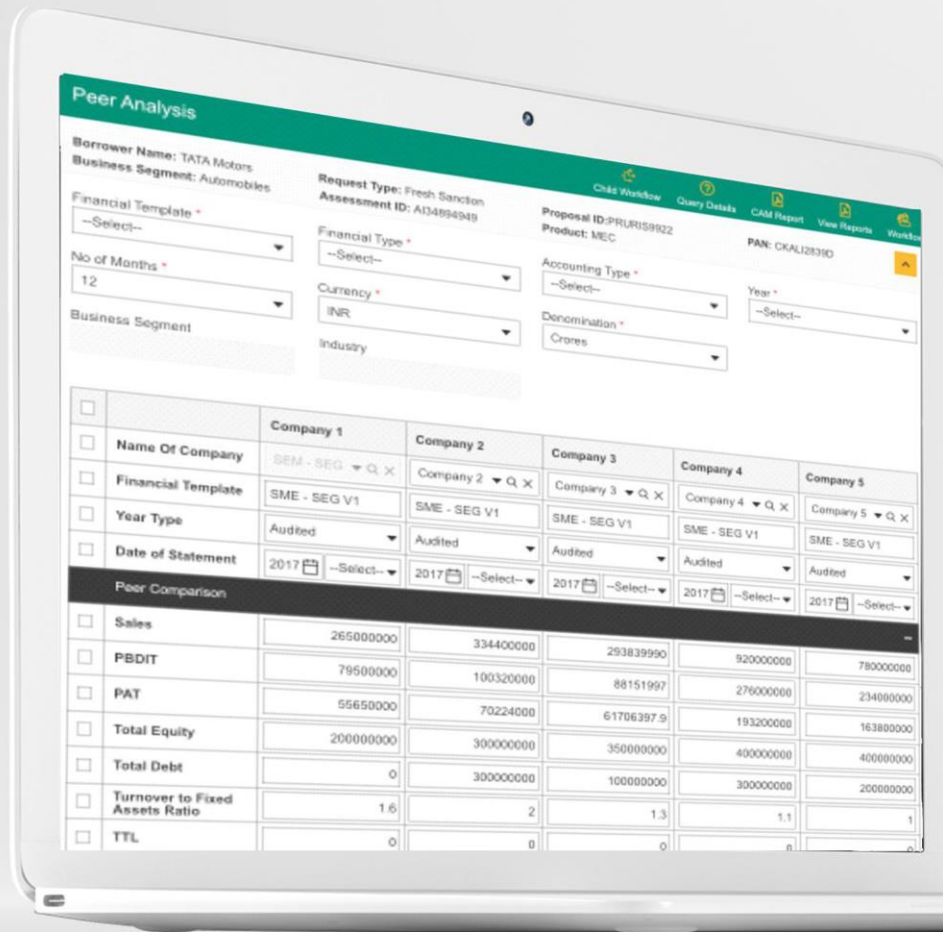 Peer Analysis
Child Workflow Query Details CAM Report View Reports Workflow
Borrower Name: TATA Motors Request Type: Fresh Sanction Proposal ID:PRURIS9922 PAN: CKALI2839D
Business Segment: Automobiles Assessment ID: AI34894949 Product: MEC
Financial Template * Financial Type * Accounting Type * Year *
--Select-- --Select-- --Select-- --Select--
No of Months * Currency * Denomination *
12 INR Crores
Business Segment Industry
Company 1 Company 2 Company 3 Company 4 Company 5
Name Of Company SEM - SEG Company 2 Company 3 Company 4 Company 5
Financial Template SME - SEG V1 SME - SEG V1 SME - SEG V1 SME - SEG V1 SME - SEG V1
Year Type Audited Audited Audited Audited Audited
Date of Statement 2017 --Select-- 2017 --Select-- 2017 --Select-- 2017 --Select-- 2017 --Select--
Peer Comparison
Sales 265000000 334400000 293839990 920000000 780000000
PBDIT 79500000 100320000 88151997 276000000 234000000
PAT 55650000 70224000 61706397.9 193200000 163800000
Total Equity 200000000 300000000 350000000 400000000 400000000
Total Debt 0 300000000 100000000 300000000 200000000
Turnover to Fixed Assets Ratio 1.6 2 1.3 1.1 1
TTL 0 0 0 0 0